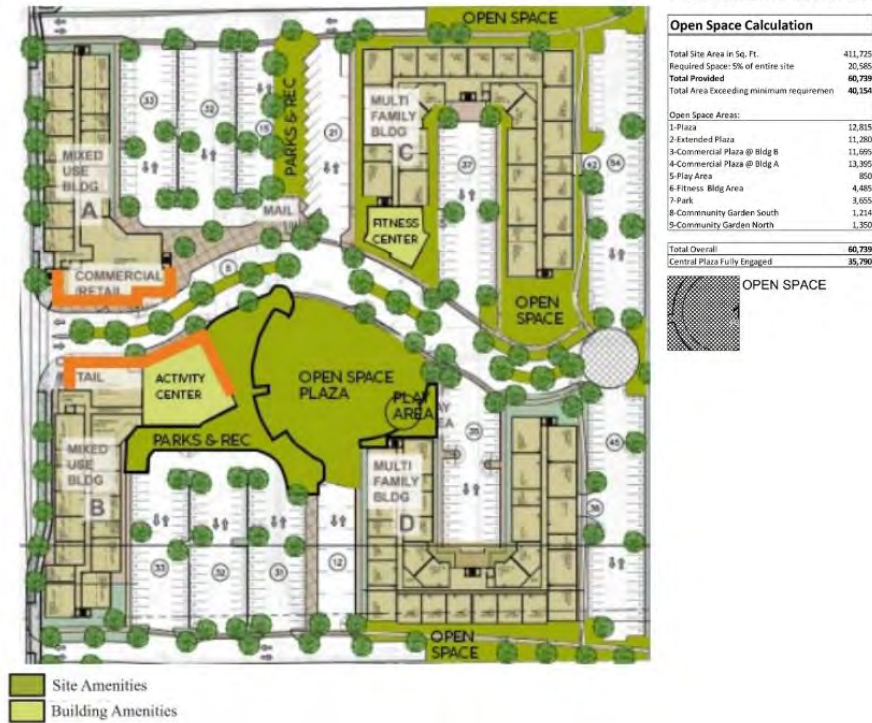 OPEN SPACE
Open Space Calculation
Total Site Area in Sq. Ft. 411,725
Required Space: 5% of entire site 20,585
Total Provided 60,739
Total Area Exceeding minimum requiremen 40,154
Open Space Areas:
1-Plaza 12,815
2-Extended Plaza 11,280
3-Commercial Plaza @ Bldg B 11,695
4-Commercial Plaza @ Bldg A 13,395
5-Play Area 850
6-Fitness Bldg Area 4,485
7-Park 3,655
8-Commnunity Garden South 1,214
9-Community Garden North 1,350
Total Overall 60,739
Central Plaza Fully Engaged 35,790
OPEN SPACE
33
32
15
PARKS & REC
21
MULTI
FAMILY
BLDG
C
37
42
54
MIXED
USE
BLDG
A
MAIL
FITNESS
CENTER
COMMERCIAL
/RETAIL
8
OPEN
SPACE
TAIL
ACTIVITY
CENTER
OPEN SPACE
PLAZA
PLAY
AREA
PARKS & REC
35
45
MIXED
USE
BLDG
B
MULTI
FAMILY
BLDG
D
36
33
32
31
12
OPEN
SPACE
Site Amenities
Building Amenities